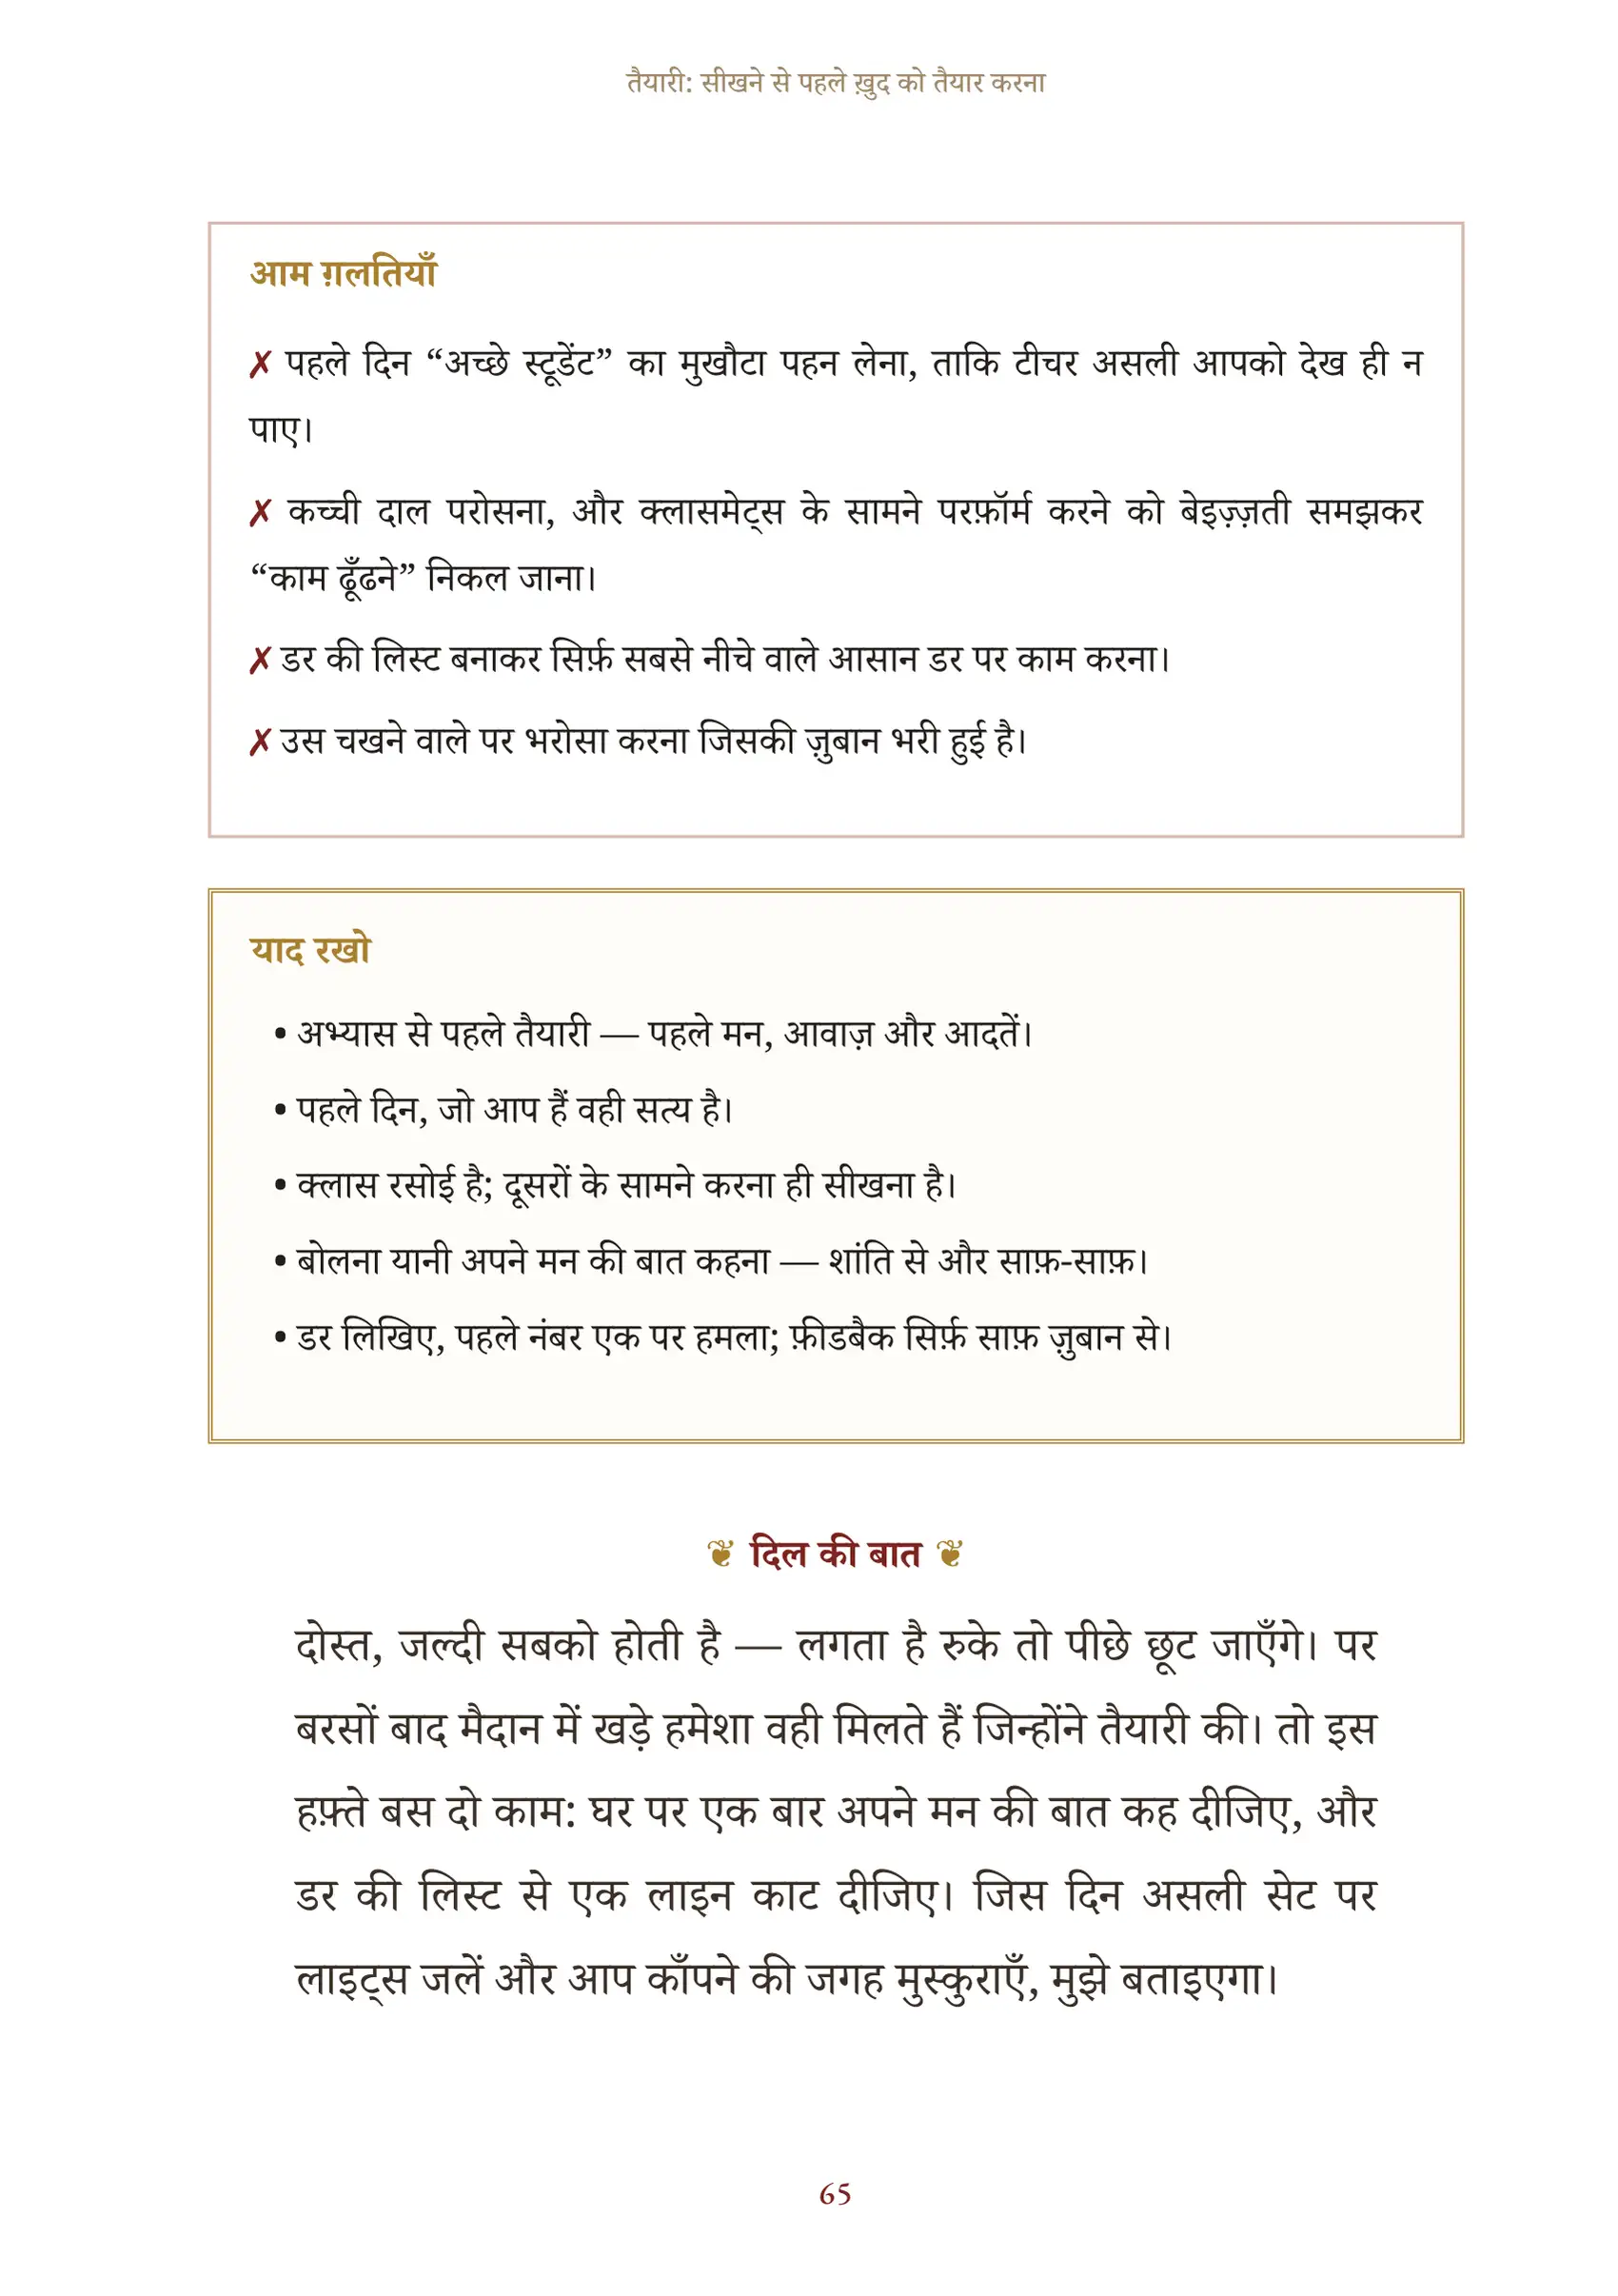 तैयारी: सीखने से पहले ख़ुद को तैयार करना
आम ग़लतियाँ
✗ पहले दिन “अच्छे स्टूडेंट” का मुखौटा पहन लेना, ताकि टीचर असली आपको देख ही न
पाए।
✗ कच्ची दाल परोसना, और क्लासमेट्स के सामने परफ़ॉर्म करने को बेइज़्ज़ती समझकर
“काम ढूँढने” निकल जाना।
✗ डर की लिस्ट बनाकर सिर्फ़ सबसे नीचे वाले आसान डर पर काम करना।
✗ उस चखने वाले पर भरोसा करना जिसकी ज़ुबान भरी हुई है।
याद रखो
• अभ्यास से पहले तैयारी — पहले मन, आवाज़ और आदतें।
• पहले दिन, जो आप हैं वही सत्य है।
• क्लास रसोई है; दूसरों के सामने करना ही सीखना है।
• बोलना यानी अपने मन की बात कहना — शांति से और साफ़-साफ़।
• डर लिखिए, पहले नंबर एक पर हमला; फ़ीडबैक सिर्फ़ साफ़ ज़ुबान से।
❦ दिल की बात ❦
दोस्त, जल्दी सबको होती है — लगता है रुके तो पीछे छूट जाएँगे। पर
बरसों बाद मैदान में खड़े हमेशा वही मिलते हैं जिन्होंने तैयारी की। तो इस
हफ़्ते बस दो काम: घर पर एक बार अपने मन की बात कह दीजिए, और
डर की लिस्ट से एक लाइन काट दीजिए। जिस दिन असली सेट पर
लाइट्स जलें और आप काँपने की जगह मुस्कुराएँ, मुझे बताइएगा।
65